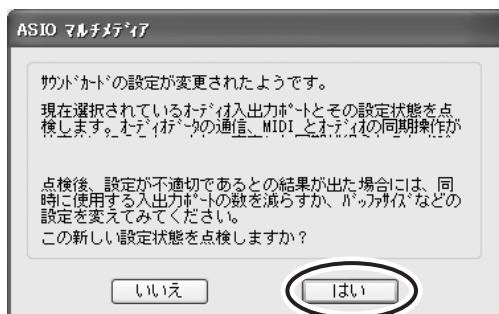 ASIO マルチメディア
サウンドカードの設定が変更されたようです。
現在選択されているオーディオ入出力ポートとその設定状態を点
検します。オーディオデータの通信、MIDI とオーディオの同期操作が
点検後、設定が不適切であるとの結果が出た場合には、同
時に使用する入出力ポートの数を減らすか、バッファサイズなどの
設定を変えてみてください。
この新しい設定状態を点検しますか？
いいえ
はい